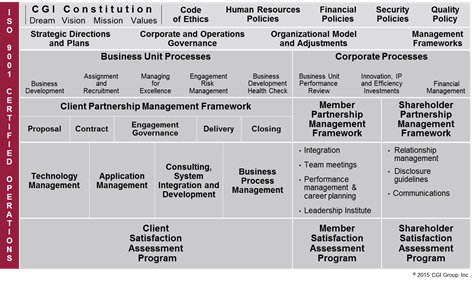 ISO 9001 CERTIFIED OPERATIONS
CGI Constitution
Dream Vision Mission Values
Code
of Ethics
Human Resources
Policies
Financial
Policies
Security
Policies
Quality
Policy
Strategic Directions
and Plans
Corporate and Operations
Governance
Organizational Model
and Adjustments
Management
Frameworks
Business Unit Processes
Corporate Processes
Business
Development
Assignment
and
Recruitment
Managing
for
Excellence
Engagement
Risk
Management
Business
Development
Health Check
Business Unit
Performance
Review
Innovation, IP
and Efficiency
Investments
Financial
Management
Client Partnership Management Framework
Proposal
Contract
Engagement
Governance
Delivery
Closing
Technology
Management
Application
Management
Consulting,
System
Integration and
Development
Business
Process
Management
Member
Partnership
Management
Framework
• Integration
• Team meetings
• Performance
management &
career planning
• Leadership Institute
Shareholder
Partnership
Management
Framework
• Relationship
management
• Disclosure
guidelines
• Communications
Client
Satisfaction
Assessment
Program
Member
Satisfaction
Assessment
Program
Shareholder
Satisfaction
Assessment
Program
© 2015 CGI Group Inc.